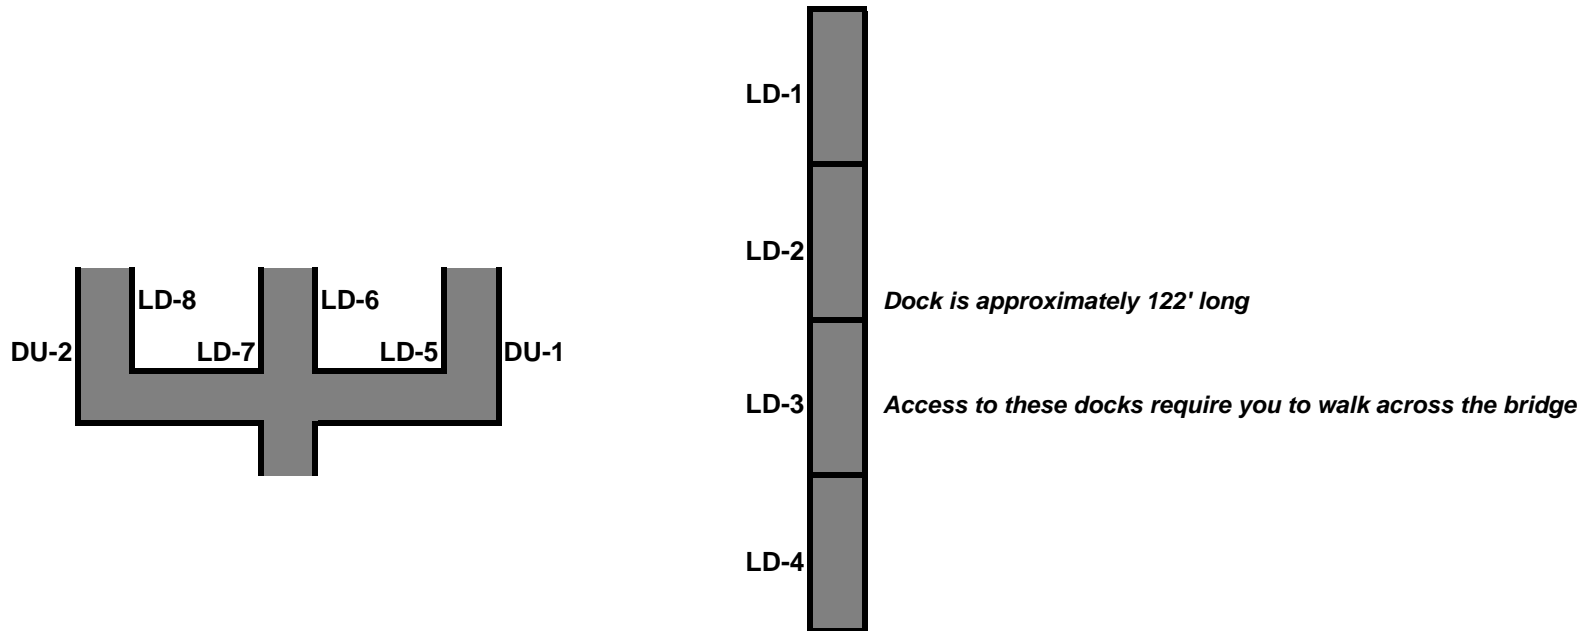 LD-1
LD-2
LD-8
LD-6
Dock is approximately 122' long
DU-2
LD-7
LD-5
DU-1
LD-3
Access to these docks require you to walk across the bridge
LD-4